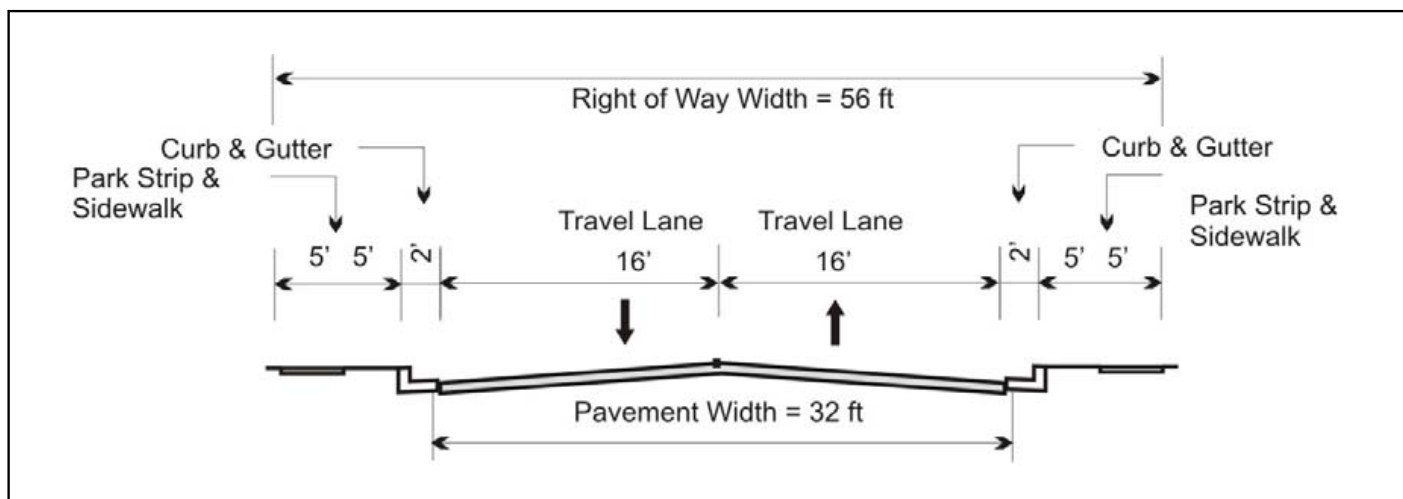 Right of Way Width = 56 ft
Curb & Gutter
Curb & Gutter
Park Strip &
Sidewalk
Park Strip &
Sidewalk
Travel Lane
Travel Lane
5’ 5’
2’
16’
16’
2’
5’ 5’
Pavement Width = 32 ft